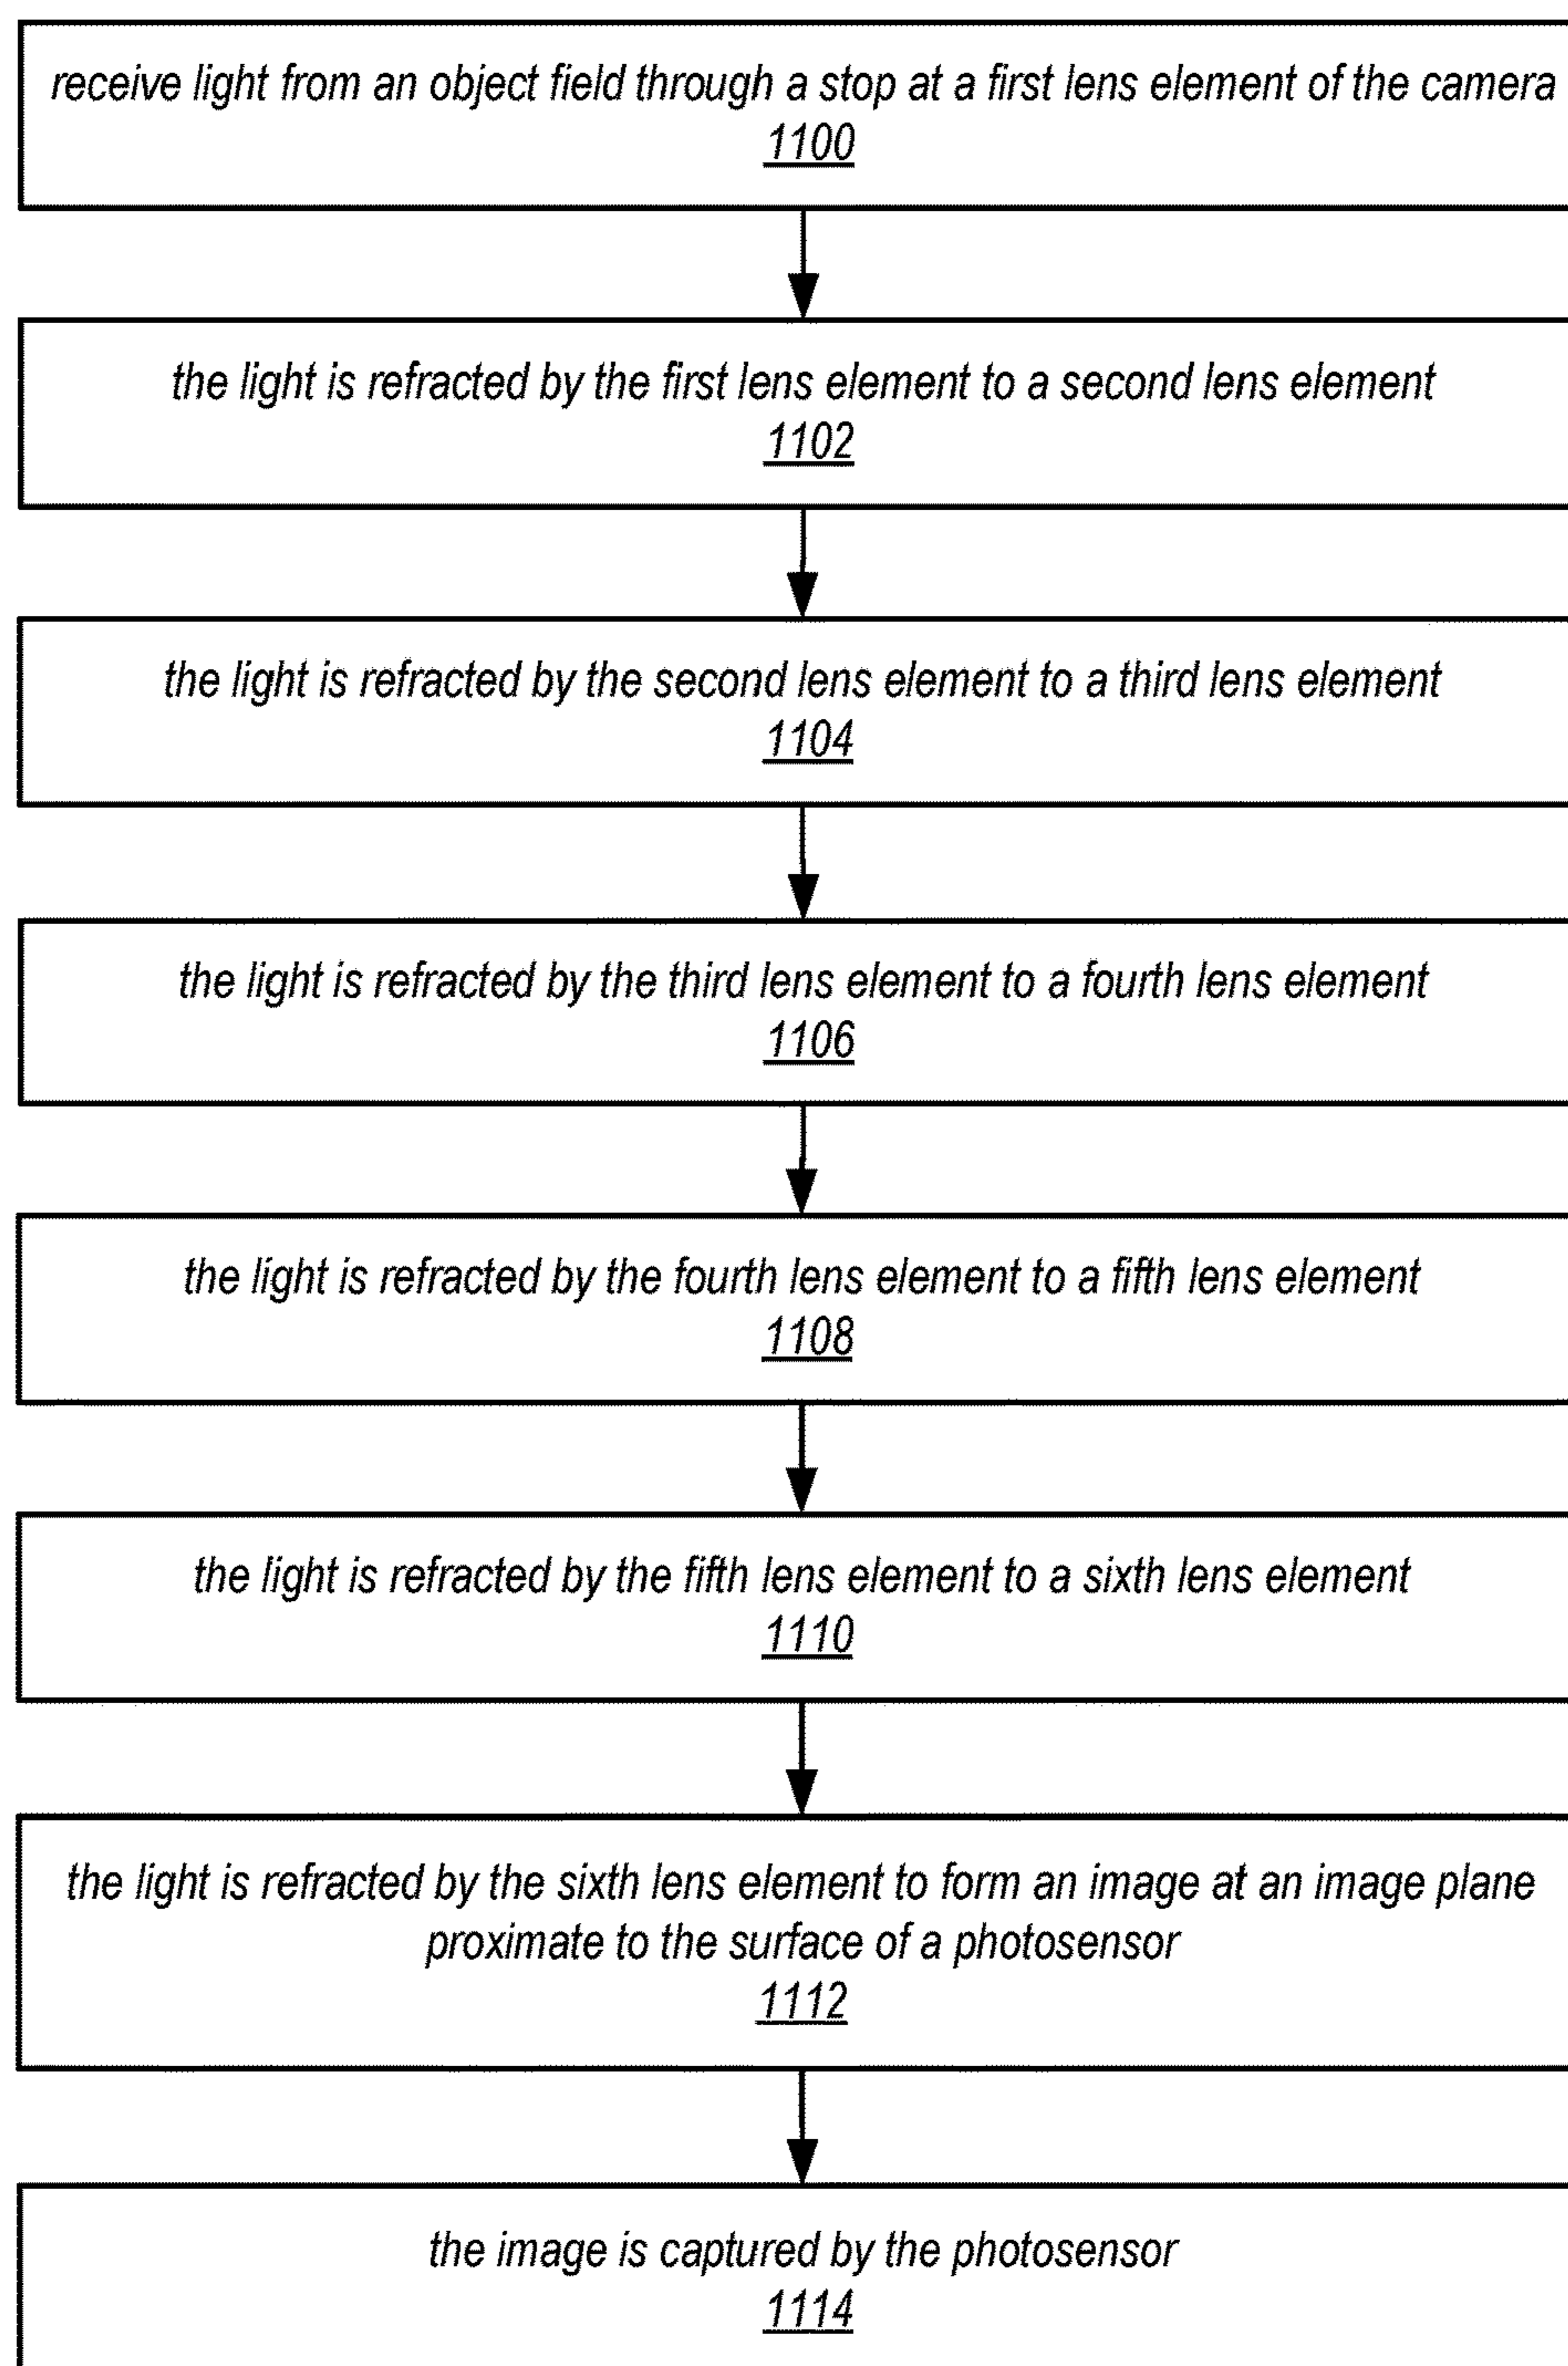 receive light from an object field through a stop at a first lens element of the camera
1100
the light is refracted by the first lens element to a second lens element
1102
the light is refracted by the second lens element to a third lens element
1104
the light is refracted by the third lens element to a fourth lens element
1106
the light is refracted by the fourth lens element to a fifth lens element
1108
the light is refracted by the fifth lens element to a sixth lens element
1110
the light is refracted by the sixth lens element to form an image at an image plane
proximate to the surface of a photosensor
1112
the image is captured by the photosensor
1114